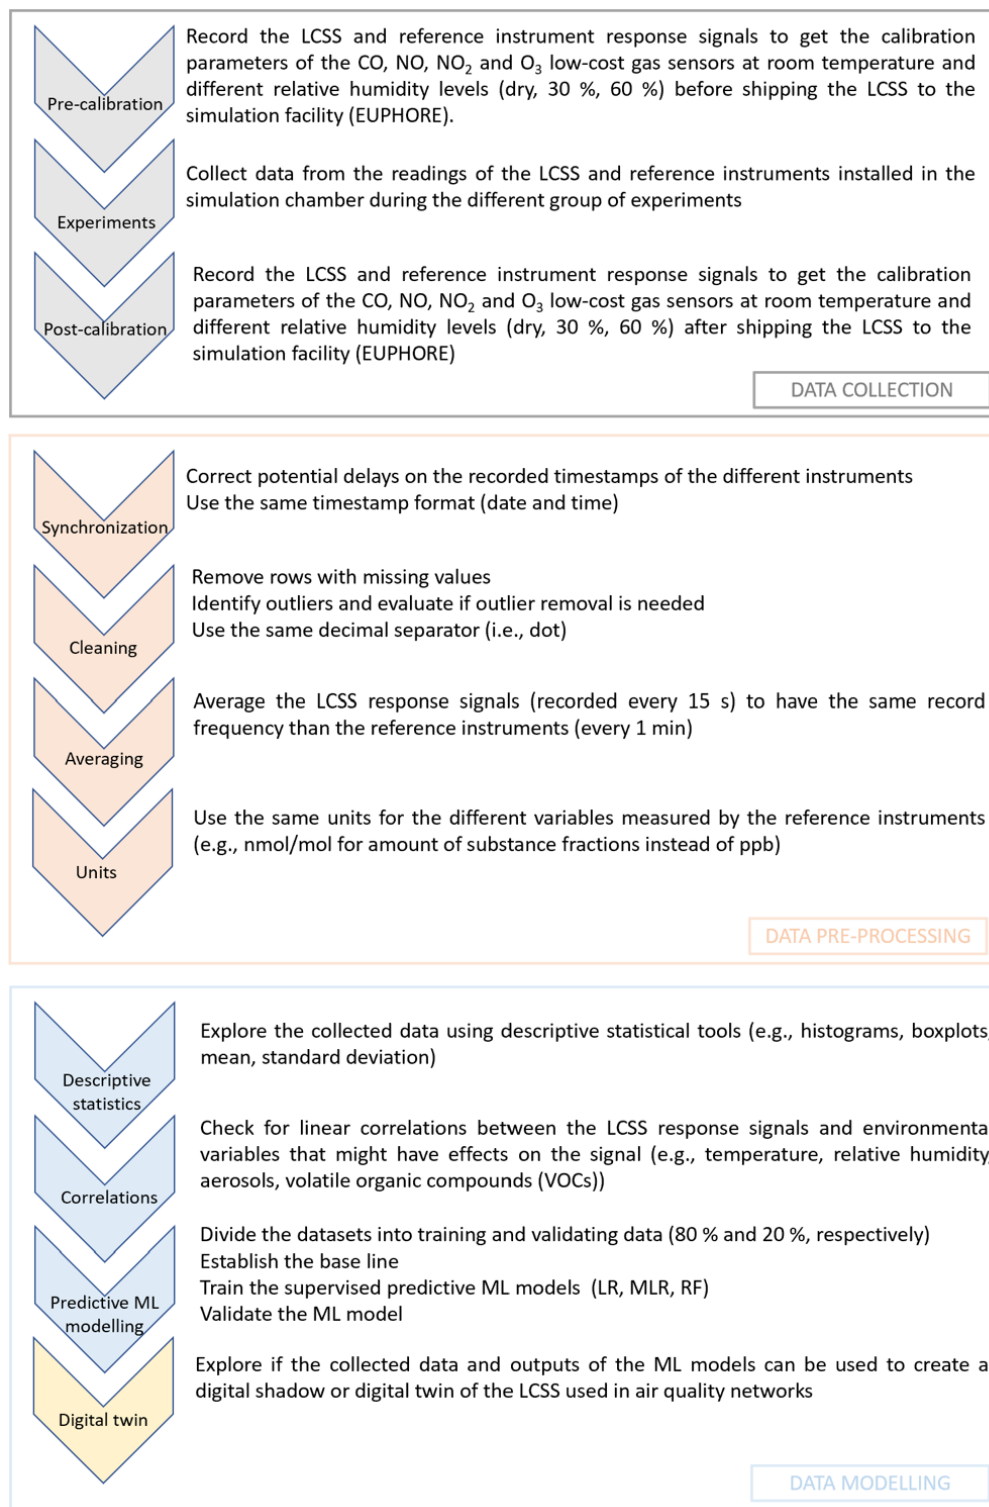 Record the LCSS and reference instrument response signals to get the calibration
parameters of the CO, NO, NO₂ and O₃ low-cost gas sensors at room temperature and
different relative humidity levels (dry, 30 %, 60 %) before shipping the LCSS to the
simulation facility (EUPHORE).
Pre-calibration
Collect data from the readings of the LCSS and reference instruments installed in the
simulation chamber during the different group of experiments
Experiments
Record the LCSS and reference instrument response signals to get the calibration
parameters of the CO, NO, NO₂ and O₃ low-cost gas sensors at room temperature and
different relative humidity levels (dry, 30 %, 60 %) after shipping the LCSS to the
simulation facility (EUPHORE)
Post-calibration
DATA COLLECTION
Correct potential delays on the recorded timestamps of the different instruments
Use the same timestamp format (date and time)
Synchronization
Remove rows with missing values
Identify outliers and evaluate if outlier removal is needed
Use the same decimal separator (i.e., dot)
Cleaning
Average the LCSS response signals (recorded every 15 s) to have the same record
frequency than the reference instruments (every 1 min)
Averaging
Use the same units for the different variables measured by the reference instruments
(e.g., nmol/mol for amount of substance fractions instead of ppb)
Units
DATA PRE-PROCESSING
Explore the collected data using descriptive statistical tools (e.g., histograms, boxplots,
mean, standard deviation)
Descriptive
statistics
Check for linear correlations between the LCSS response signals and environmenta
variables that might have effects on the signal (e.g., temperature, relative humidity,
aerosols, volatile organic compounds (VOCs))
Correlations
Divide the datasets into training and validating data (80 % and 20 %, respectively)
Establish the base line
Train the supervised predictive ML models (LR, MLR, RF)
Validate the ML model
Predictive ML
modelling
Explore if the collected data and outputs of the ML models can be used to create a
digital shadow or digital twin of the LCSS used in air quality networks
Digital twin
DATA MODELLING